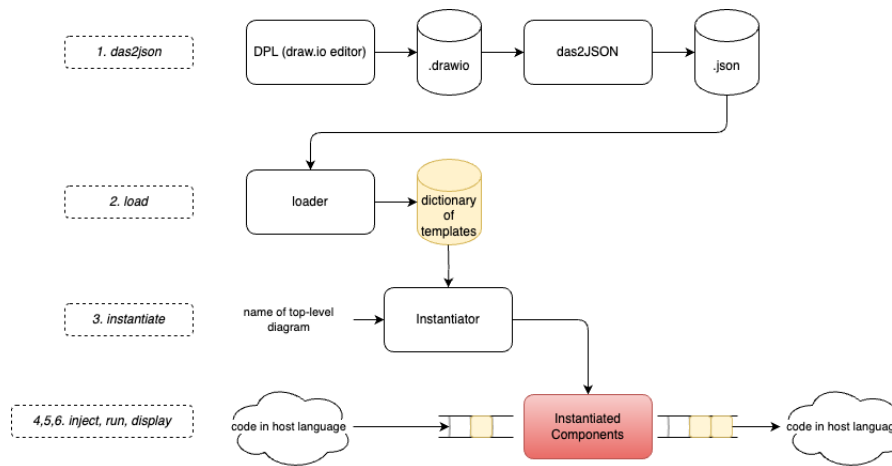 1. das2json
DPL (draw.io editor)
.drawio
das2JSON
.json
2. load
loader
dictionary
of
templates
3. instantiate
name of top-level
diagram
Instantiator
4,5,6. inject, run, display
code in host language
Instantiated
Components
code in host language